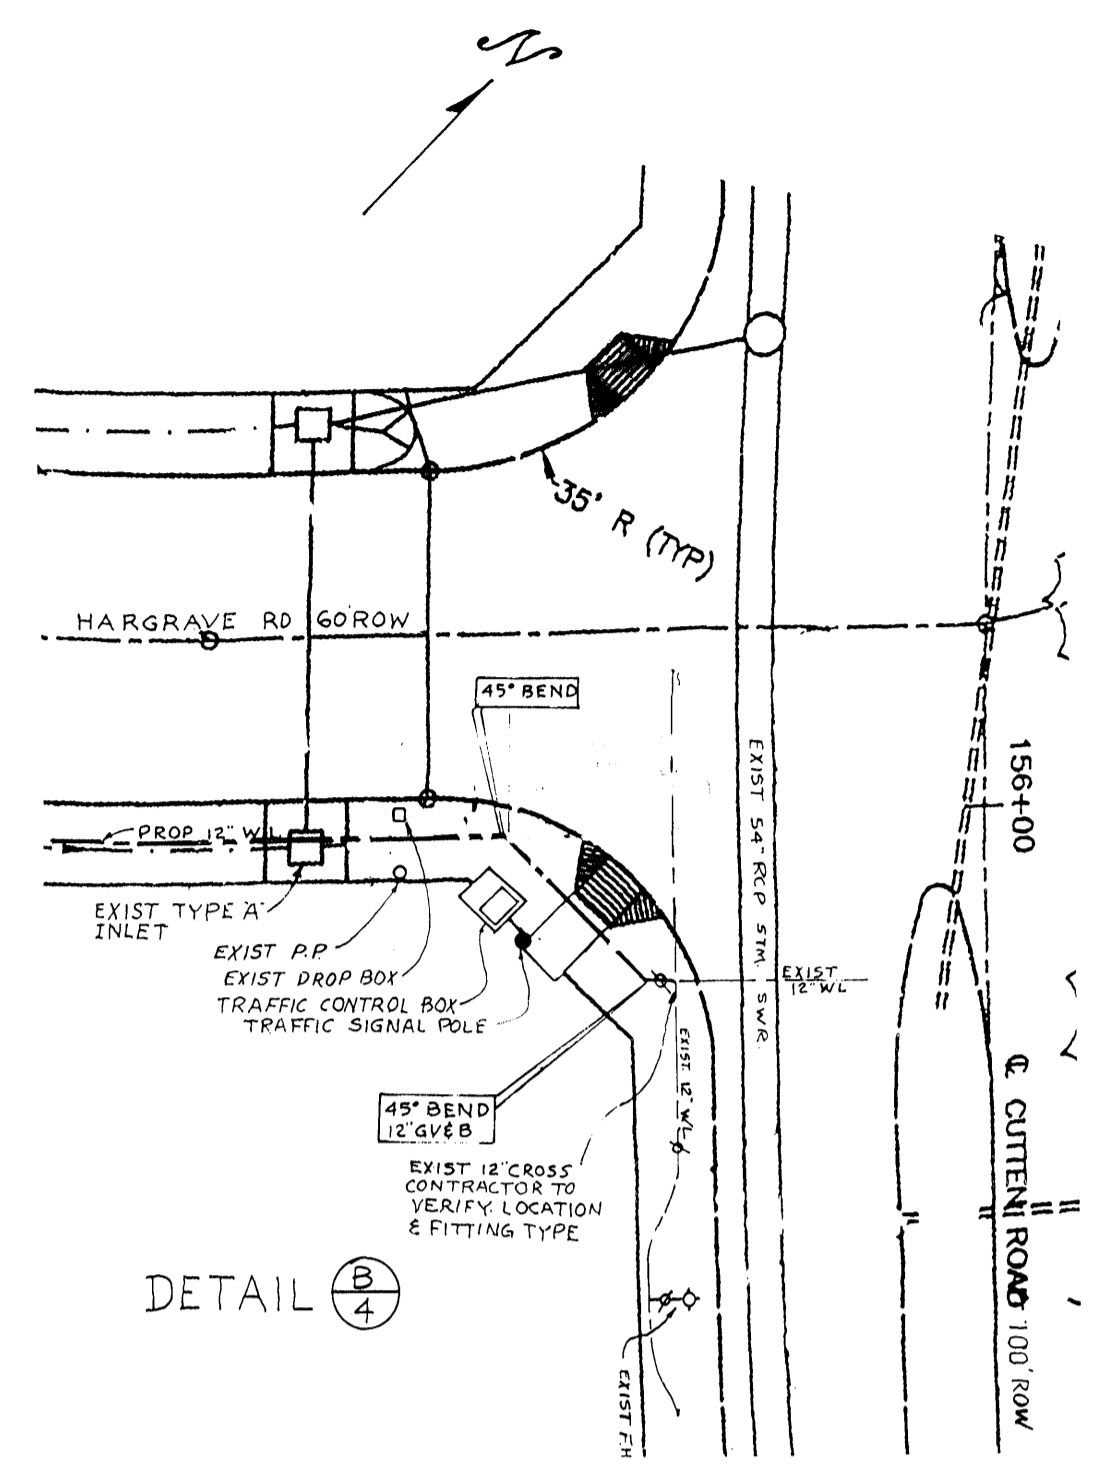 N
35' R (TYP)
HARGRAVE RD 60' ROW
45° BEND
156+00
EXIST 54" RCP STM. SWR.
PROP 12" W.L.
EXIST TYPE "A"
INLET
EXIST P.P.
EXIST DROP BOX
TRAFFIC CONTROL BOX
TRAFFIC SIGNAL POLE
EXIST
12" WL
EXIST. 12" W.L.
45° BEND
12" GV&B
EXIST 12" CROSS
CONTRACTOR TO
VERIFY LOCATION
& FITTING TYPE
℄ CUTTEN ROAD 100' ROW
EXIST F.H
DETAIL B
4